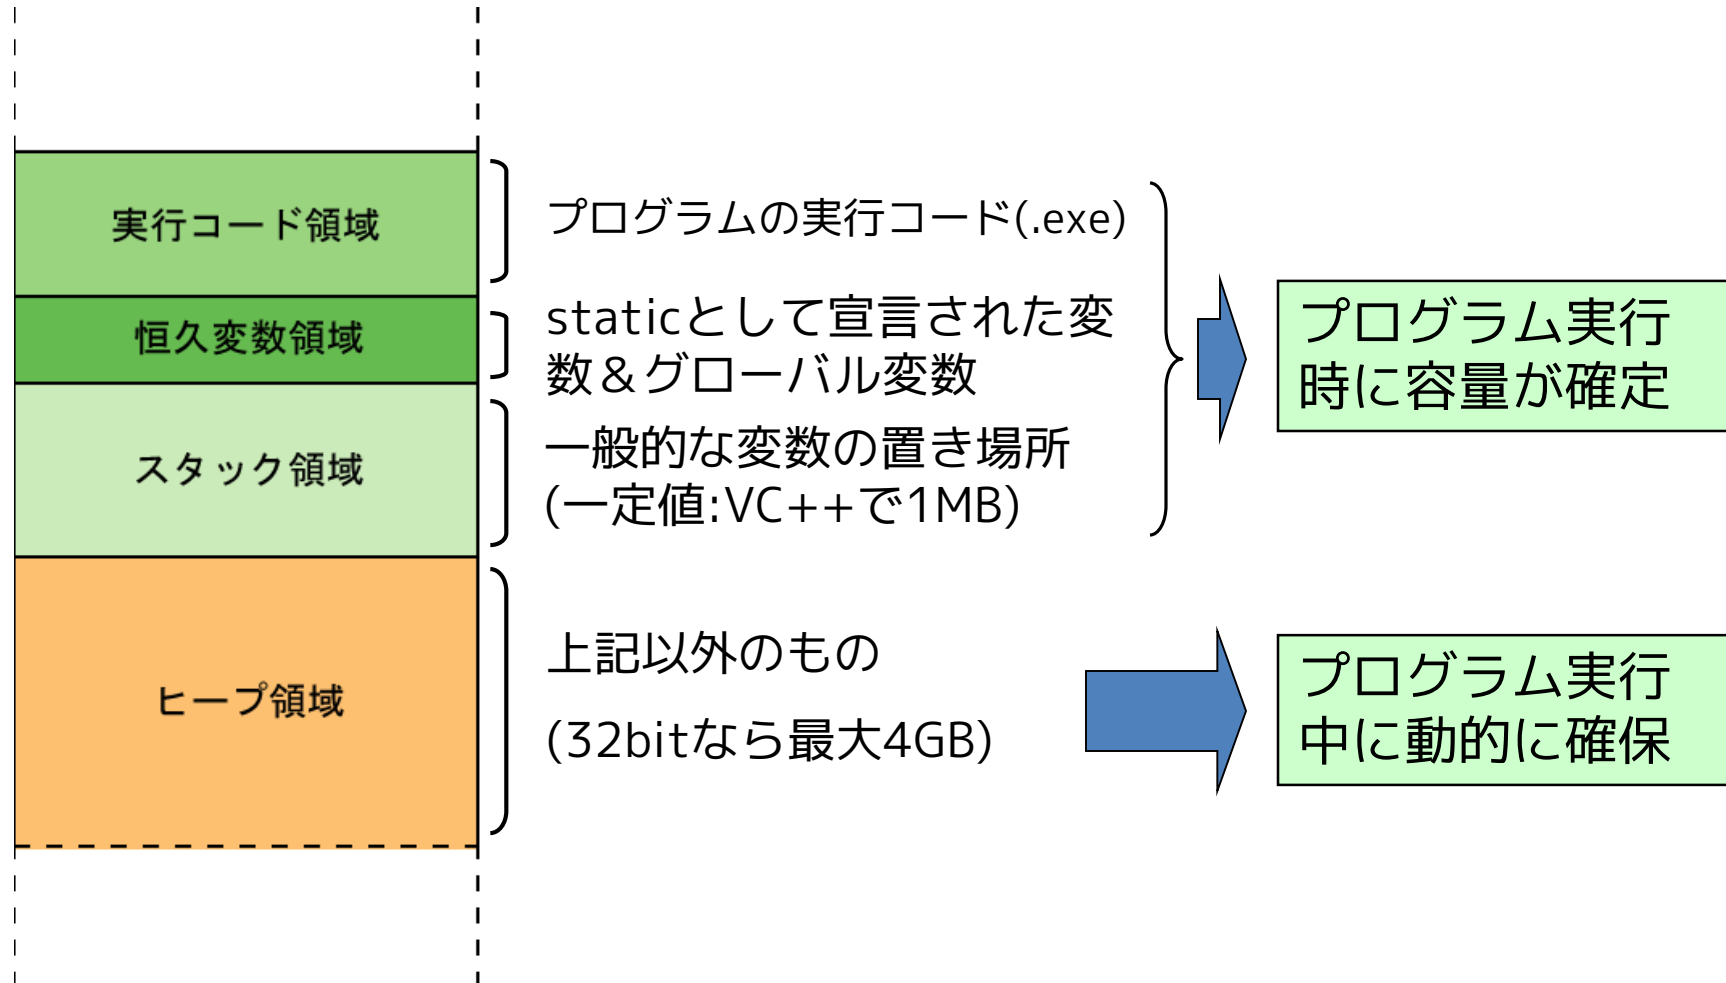 実行コード領域
プログラムの実行コード(.exe)
恒久変数領域
staticとして宣言された変
数＆グローバル変数
スタック領域
一般的な変数の置き場所
(一定値:VC++で1MB)
プログラム実行
時に容量が確定
ヒープ領域
上記以外のもの
(32bitなら最大4GB)
プログラム実行
中に動的に確保